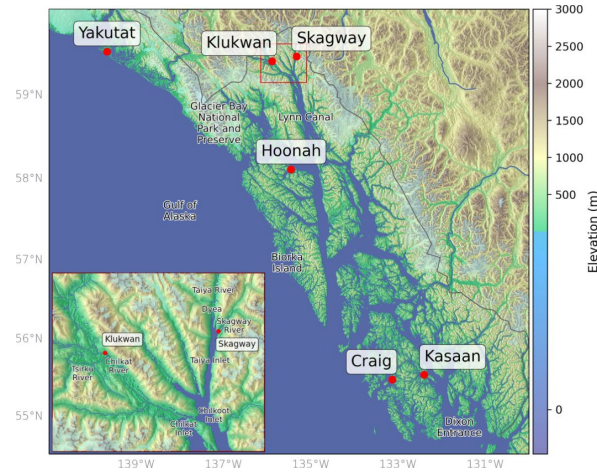 Yakutat
Klukwan
Skagway
Glacier Bay
National
Park and
Preserve
Lynn Canal
Hoonah
Gulf of
Alaska
Biorka
Island
Craig
Kasaan
Dixon
Entrance
Taiya River
Dyea
Skagway
River
Klukwan
Skagway
Chilkat
River
Tsirku
River
Taiya Inlet
Chilkoot
Inlet
Chilkat
Inlet
59°N
58°N
57°N
56°N
55°N
139°W
137°W
135°W
133°W
131°W
3000
2500
2000
1500
1000
500
0
Elevation (m)